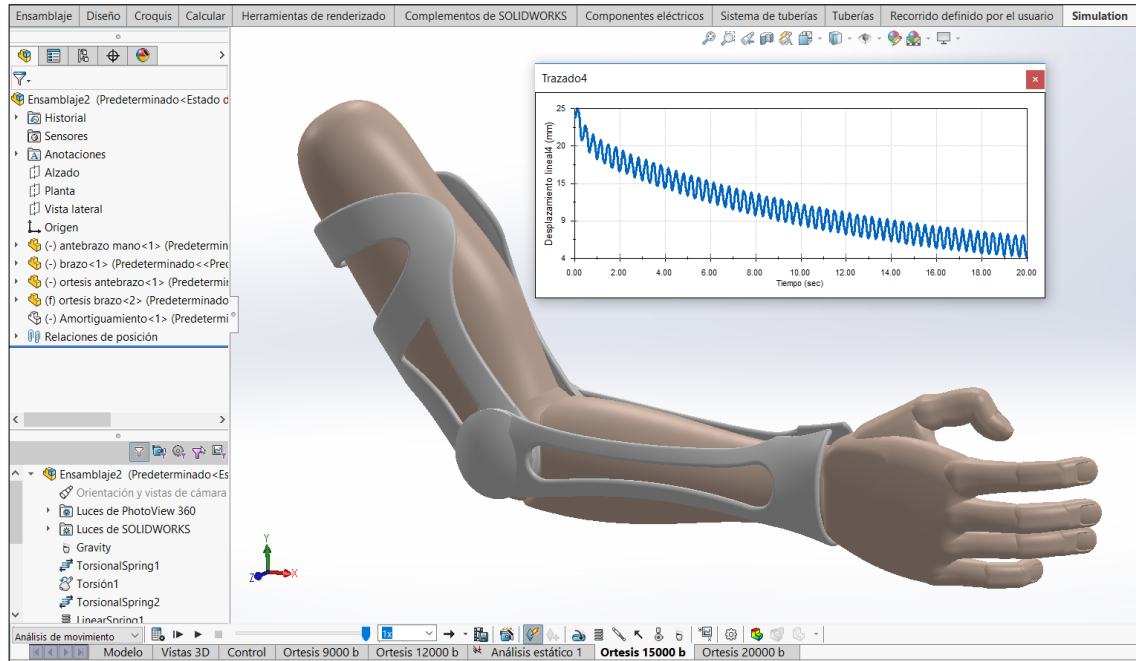 Ensamblaje Diseño Croquis Calcular Herramientas de renderizado Complementos de SOLIDWORKS Componentes eléctricos Sistema de tuberías Tuberías Recorrido definido por el usuario Simulation
Ensamblaje2 (Predeterminado<Estado d
Historial
Sensores
Anotaciones
Alzado
Planta
Vista lateral
Origen
(-) antebrazo mano<1> (Predetermin
(-) brazo<1> (Predeterminado<<Pred
(-) ortesis antebrazo<1> (Predetermin
(f) ortesis brazo<2> (Predeterminado
(-) Amortiguamiento<1> (Predetermi
Relaciones de posición
Trazado4
Desplazamiento lineal4 (mm)
25
20
15
9
4
0.00 2.00 4.00 6.00 8.00 10.00 12.00 14.00 16.00 18.00 20.00
Tiempo (sec)
Ensamblaje2 (Predeterminado<Es
Orientación y vistas de cámara
Luces de PhotoView 360
Luces de SOLIDWORKS
Gravity
TorsionalSpring1
Torsión1
TorsionalSpring2
LinearSpring1
Y
Z X
Análisis de movimiento 1x
Modelo Vistas 3D Control Ortesis 9000 b Ortesis 12000 b Análisis estático 1 Ortesis 15000 b Ortesis 20000 b